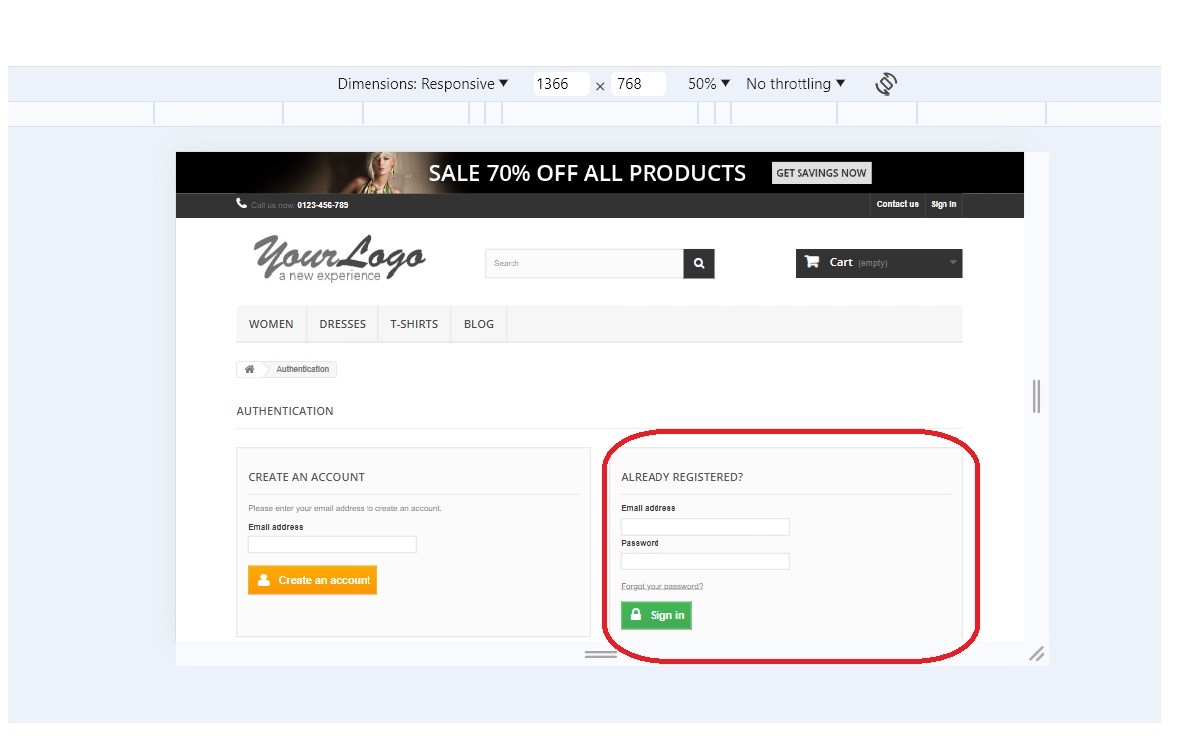 Dimensions: Responsive ▼ 1366 × 768 50% ▼ No throttling ▼
SALE 70% OFF ALL PRODUCTS GET SAVINGS NOW
Call us now: 0123-456-789 Contact us Sign in
Your Logo
a new experience
Search
Cart (empty)
WOMEN DRESSES T-SHIRTS BLOG
Authentication
AUTHENTICATION
CREATE AN ACCOUNT
Please enter your email address to create an account.
Email address
Create an account
ALREADY REGISTERED?
Email address
Password
Forgot your password?
Sign in